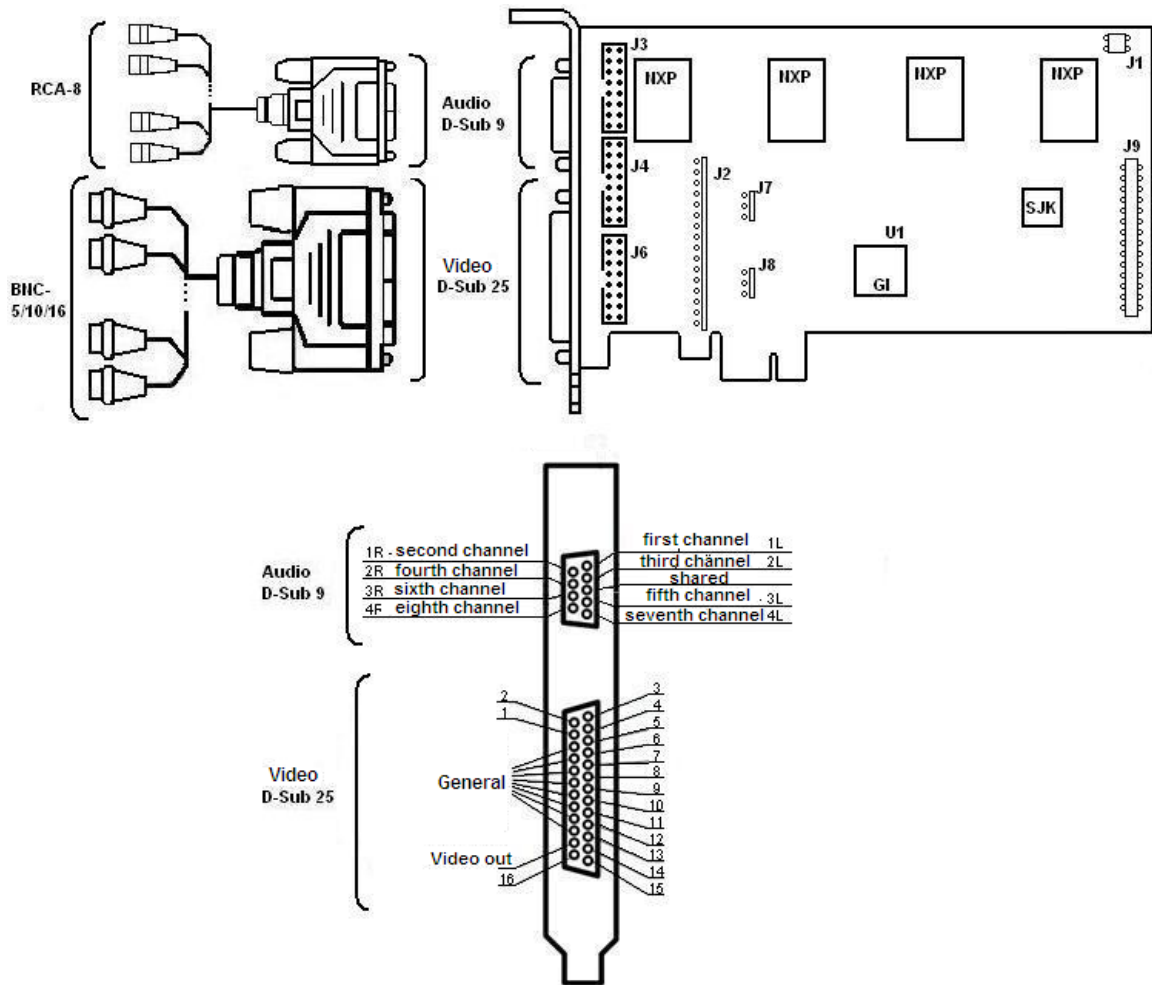 RCA-8
Audio
D-Sub 9
BNC-
5/10/16
Video
D-Sub 25
J3
NXP
NXP
NXP
NXP
J1
J4
J2
J7
J9
SJK
J6
J8
U1
GI
Audio
D-Sub 9
1R - second channel
2R fourth channel
3R sixth channel
4R eighth channel
first channel 1L
third channel 2L
shared
fifth channel 3L
seventh channel 4L
Video
D-Sub 25
2
1
General
Video out
16
3
4
5
6
7
8
9
10
11
12
13
14
15